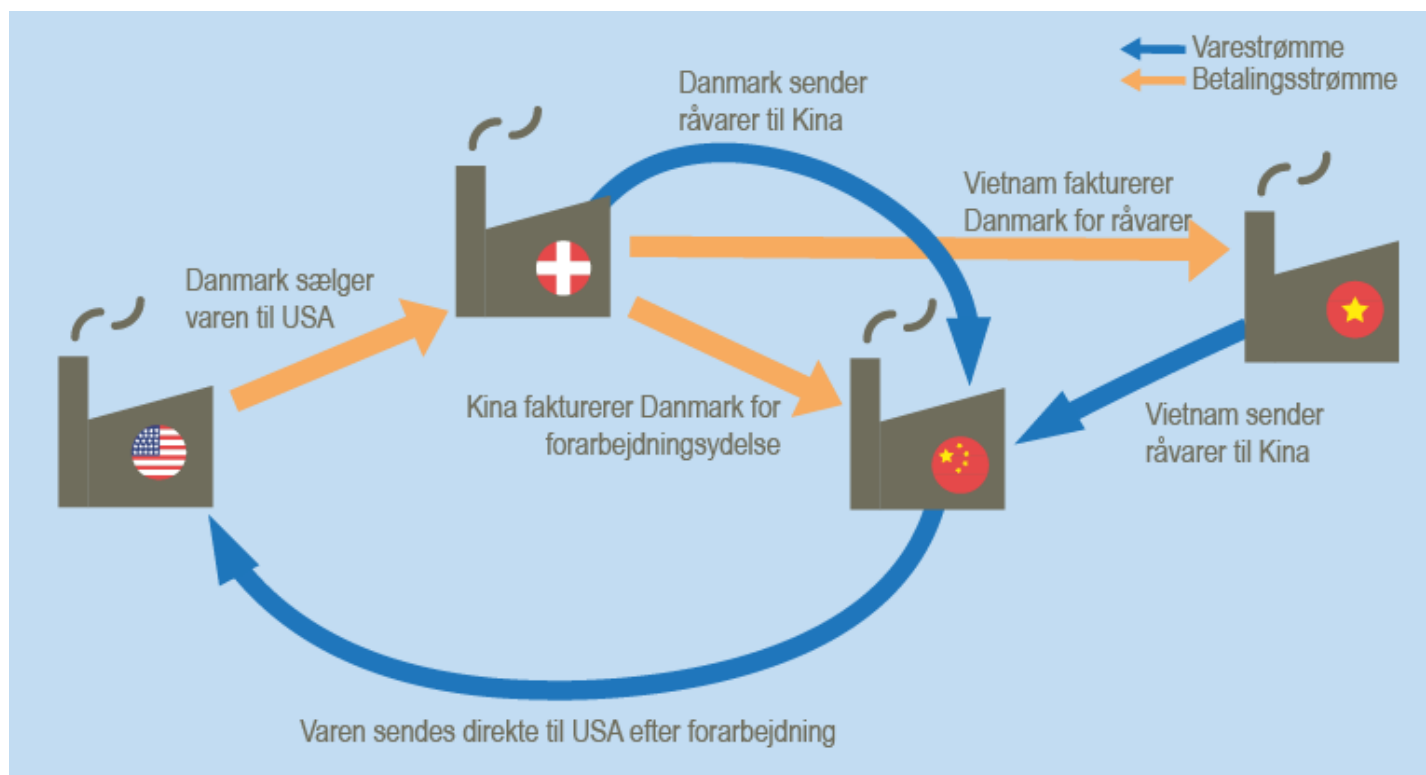 Varestrømme
Betalingsstrømme
Danmark sender
råvarer til Kina
Vietnam fakturerer
Danmark for råvarer
Danmark sælger
varen til USA
Kina fakturerer Danmark for
forarbejdningsydelse
Vietnam sender
råvarer til Kina
Varen sendes direkte til USA efter forarbejdning